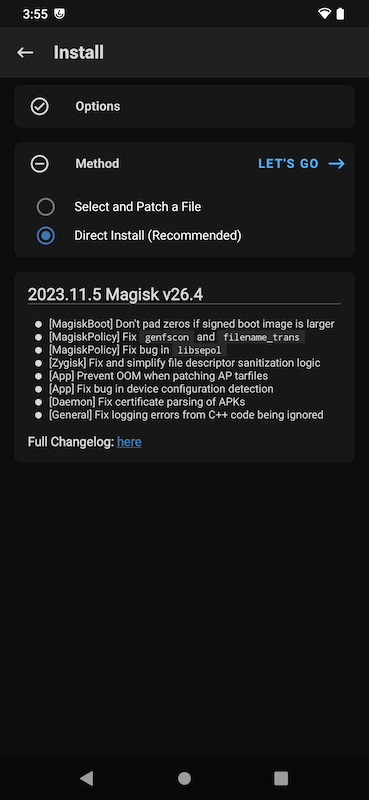 3:55
Install
Options
Method
LET'S GO
Select and Patch a File
Direct Install (Recommended)
2023.11.5 Magisk v26.4
[MagiskBoot] Don't pad zeros if signed boot image is larger
[MagiskPolicy] Fix genfscon and filename_trans
[MagiskPolicy] Fix bug in libsepol
[Zygisk] Fix and simplify file descriptor sanitization logic
[App] Prevent OOM when patching AP tarfiles
[App] Fix bug in device configuration detection
[Daemon] Fix certificate parsing of APKs
[General] Fix logging errors from C++ code being ignored
Full Changelog: here